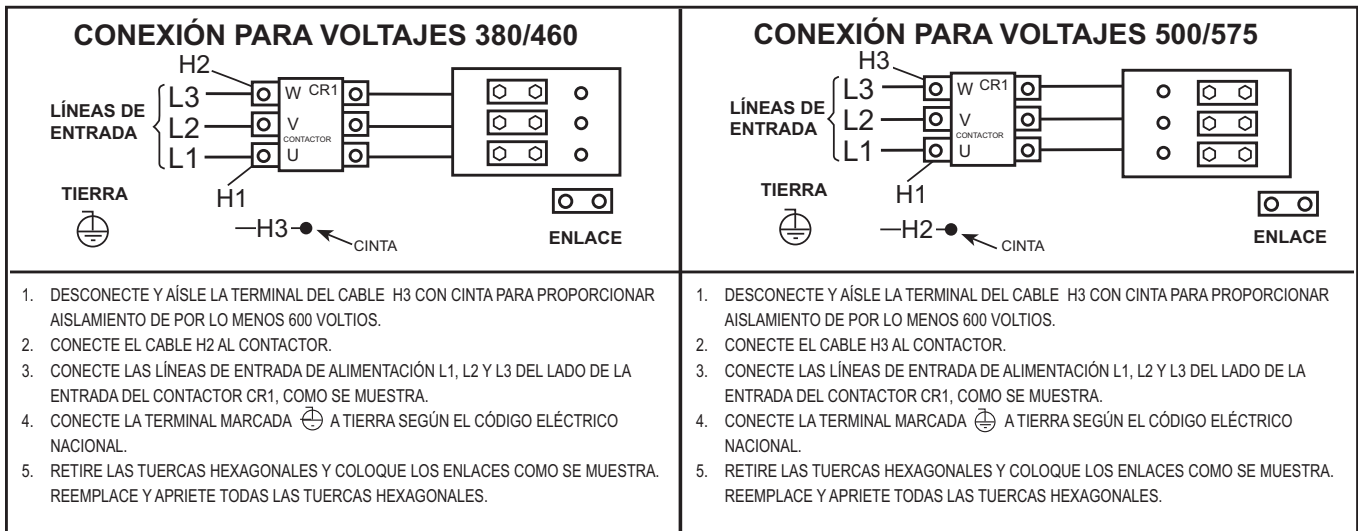 CONEXIÓN PARA VOLTAJES 380/460
H2
LÍNEAS DE
ENTRADA
L3
L2
L1
W CR1
V
CONTACTOR
U
H1
TIERRA
H3
CINTA
ENLACE
1. DESCONECTE Y AÍSLE LA TERMINAL DEL CABLE H3 CON CINTA PARA PROPORCIONAR
AISLAMIENTO DE POR LO MENOS 600 VOLTIOS.
2. CONECTE EL CABLE H2 AL CONTACTOR.
3. CONECTE LAS LÍNEAS DE ENTRADA DE ALIMENTACIÓN L1, L2 Y L3 DEL LADO DE LA
ENTRADA DEL CONTACTOR CR1, COMO SE MUESTRA.
4. CONECTE LA TERMINAL MARCADA A TIERRA SEGÚN EL CÓDIGO ELÉCTRICO
NACIONAL.
5. RETIRE LAS TUERCAS HEXAGONALES Y COLOQUE LOS ENLACES COMO SE MUESTRA.
REEMPLACE Y APRIETE TODAS LAS TUERCAS HEXAGONALES.
CONEXIÓN PARA VOLTAJES 500/575
H3
LÍNEAS DE
ENTRADA
L3
L2
L1
W CR1
V
CONTACTOR
U
H1
TIERRA
H2
CINTA
ENLACE
1. DESCONECTE Y AÍSLE LA TERMINAL DEL CABLE H3 CON CINTA PARA PROPORCIONAR
AISLAMIENTO DE POR LO MENOS 600 VOLTIOS.
2. CONECTE EL CABLE H3 AL CONTACTOR.
3. CONECTE LAS LÍNEAS DE ENTRADA DE ALIMENTACIÓN L1, L2 Y L3 DEL LADO DE LA
ENTRADA DEL CONTACTOR CR1, COMO SE MUESTRA.
4. CONECTE LA TERMINAL MARCADA A TIERRA SEGÚN EL CÓDIGO ELÉCTRICO
NACIONAL.
5. RETIRE LAS TUERCAS HEXAGONALES Y COLOQUE LOS ENLACES COMO SE MUESTRA.
REEMPLACE Y APRIETE TODAS LAS TUERCAS HEXAGONALES.